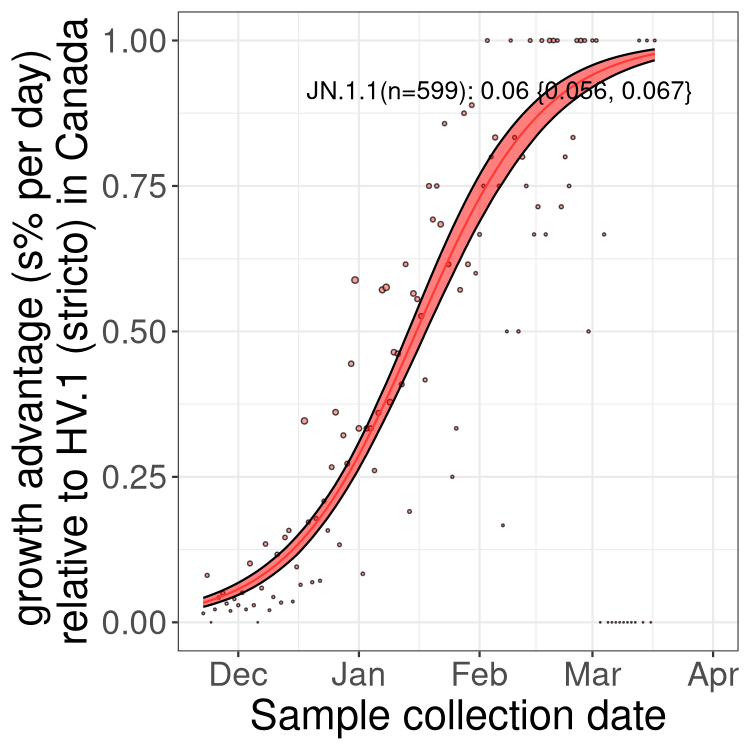 growth advantage (s% per day)
relative to HV.1 (stricto) in Canada
1.00
JN.1.1(n=599): 0.06 {0.056, 0.067}
0.75
0.50
0.25
0.00
Dec Jan Feb Mar Apr
Sample collection date